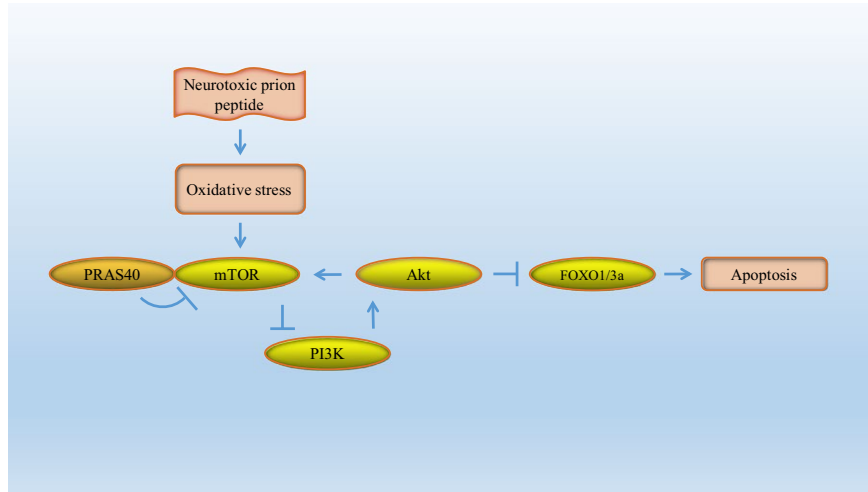 Neurotoxic prion
peptide
Oxidative stress
PRAS40
mTOR
Akt
FOXO1/3a
Apoptosis
PI3K